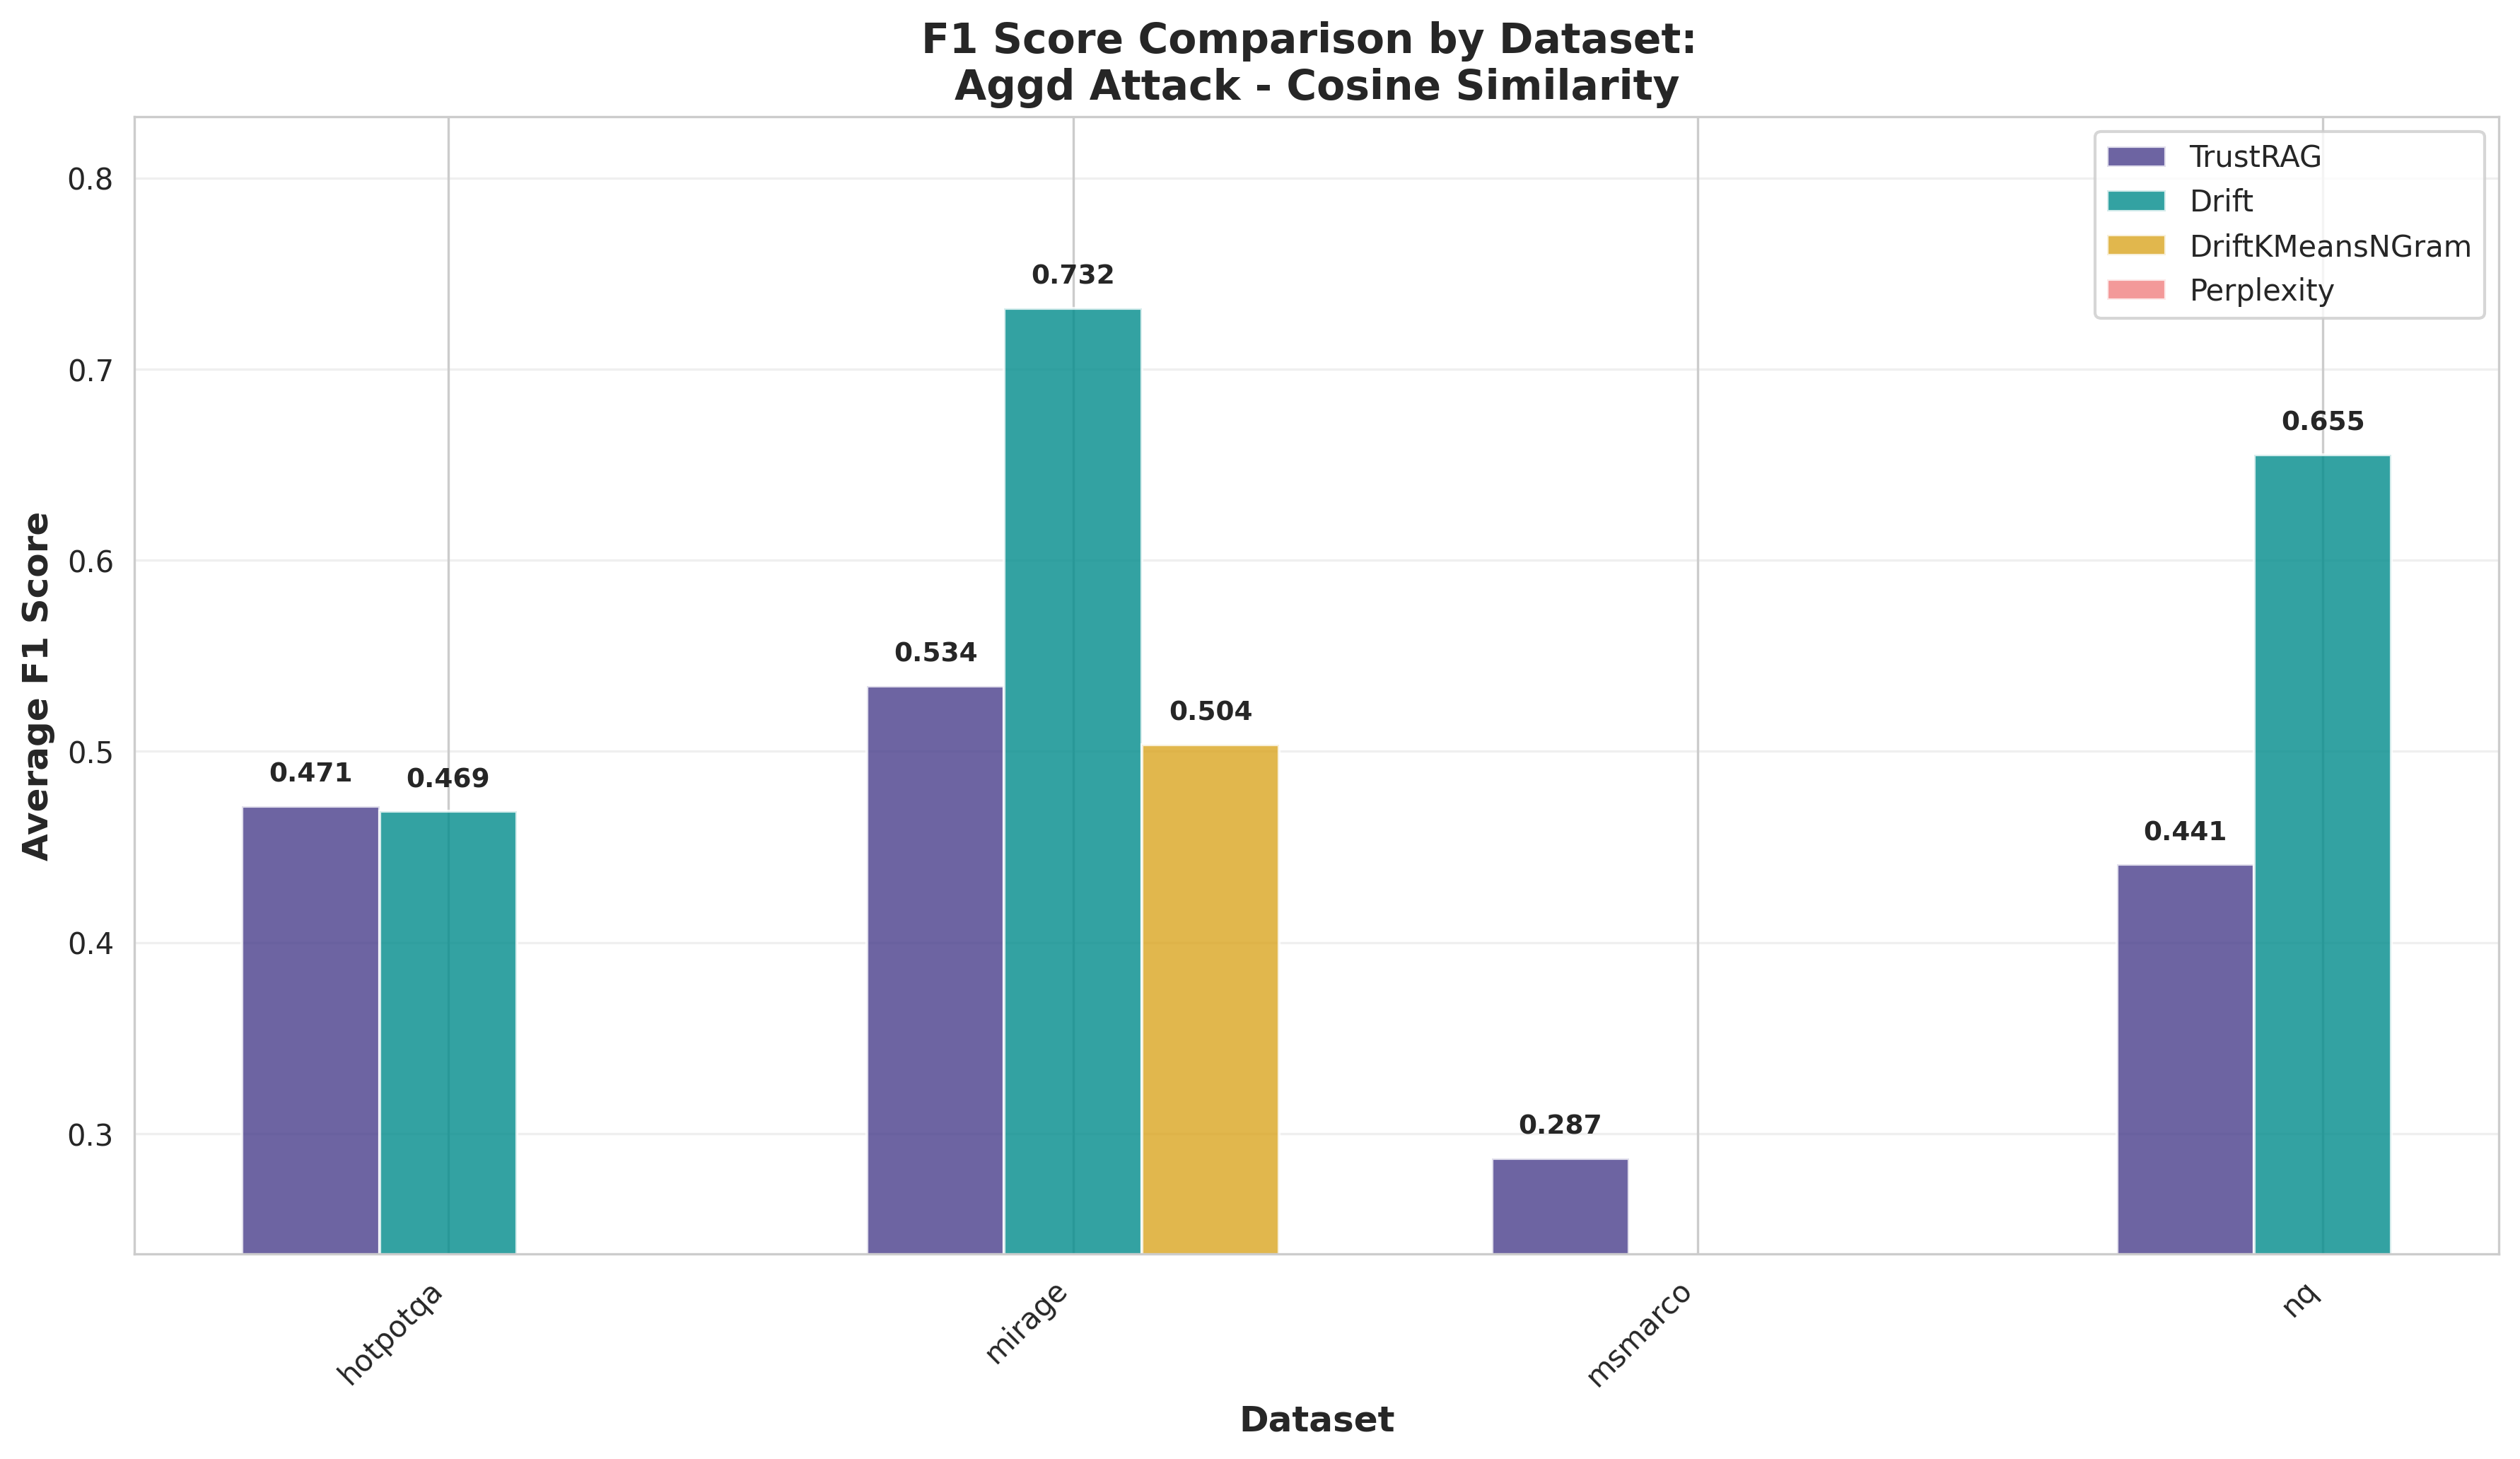 F1 Score Comparison by Dataset:
Aggd Attack - Cosine Similarity
TrustRAG
Drift
DriftKMeansNGram
Perplexity
Average F1 Score
0.8
0.7
0.6
0.5
0.4
0.3
0.471
0.469
0.534
0.732
0.504
0.287
0.441
0.655
hotpotqa
mirage
msmarco
nq
Dataset